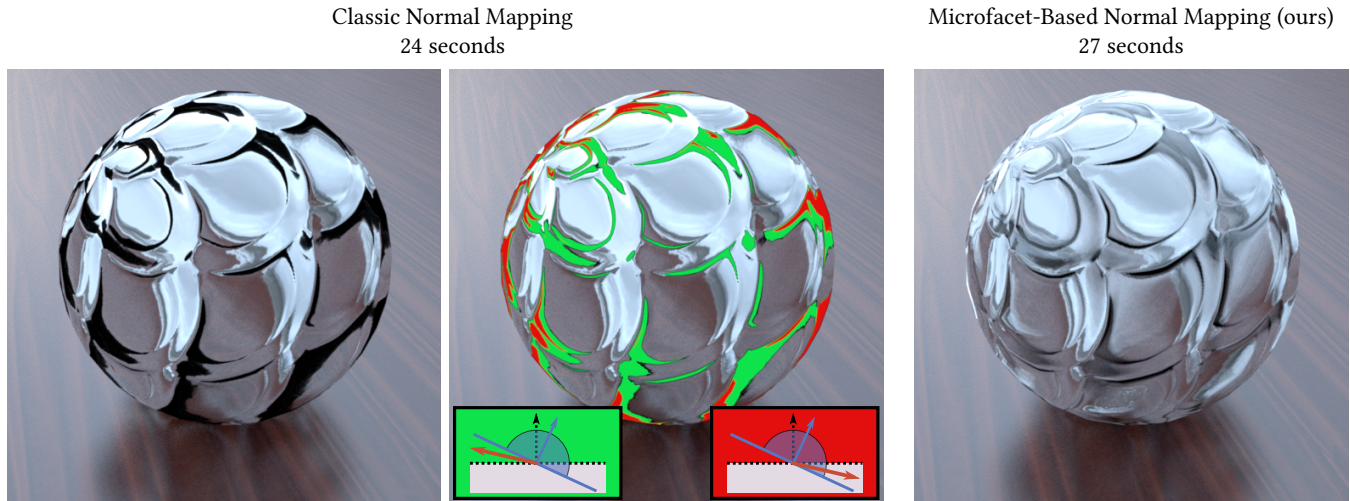 Classic Normal Mapping
24 seconds
Microfacet-Based Normal Mapping (ours)
27 seconds